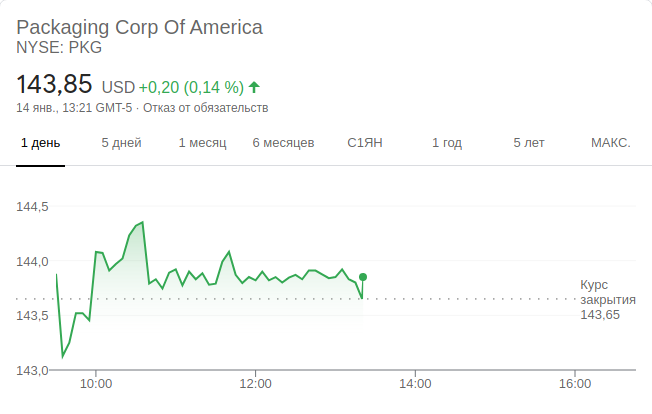 Packaging Corp Of America
NYSE: PKG
143,85 USD +0,20 (0,14 %)
14 янв., 13:21 GMT-5 · Отказ от обязательств
1 день 5 дней 1 месяц 6 месяцев С1ЯН 1 год 5 лет МАКС.
144,5
144,0
143,5
143,0
Курс
закрытия
143,65
10:00 12:00 14:00 16:00